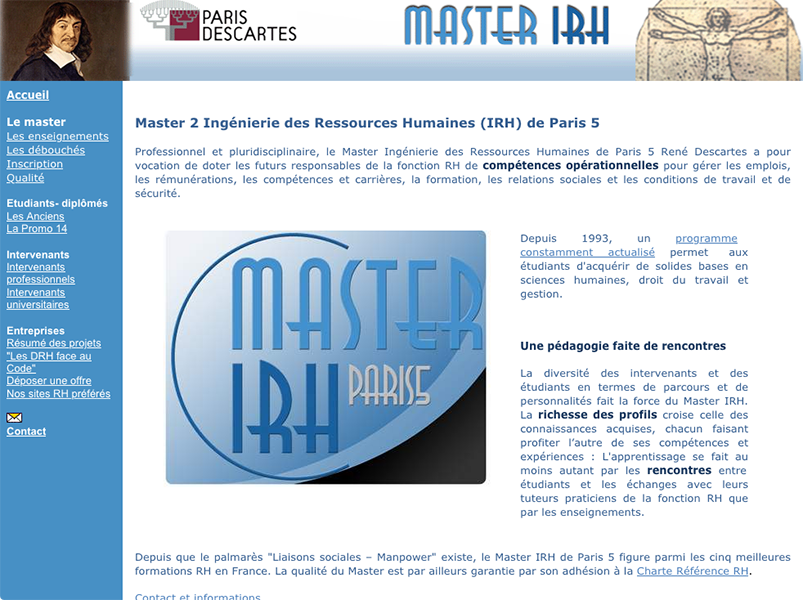 PARIS
DESCARTES
MASTER IRH
Accueil
Le master
Les enseignements
Les débouchés
Inscription
Qualité
Etudiants- diplômés
Les Anciens
La Promo 14
Intervenants
Intervenants
professionnels
Intervenants
universitaires
Entreprises
Résumé des projets
"Les DRH face au
Code"
Déposer une offre
Nos sites RH préférés
Contact
Master 2 Ingénierie des Ressources Humaines (IRH) de Paris 5
Professionnel et pluridisciplinaire, le Master Ingénierie des Ressources Humaines de Paris 5 René Descartes a pour
vocation de doter les futurs responsables de la fonction RH de compétences opérationnelles pour gérer les emplois,
les rémunérations, les compétences et carrières, la formation, les relations sociales et les conditions de travail et de
sécurité.
MASTER
IRH PARIS5
Depuis 1993, un programme
constamment actualisé permet aux
étudiants d'acquérir de solides bases en
sciences humaines, droit du travail et
gestion.
Une pédagogie faite de rencontres
La diversité des intervenants et des
étudiants en termes de parcours et de
personnalités fait la force du Master IRH.
La richesse des profils croise celle des
connaissances acquises, chacun faisant
profiter l’autre de ses compétences et
expériences : L'apprentissage se fait au
moins autant par les rencontres entre
étudiants et les échanges avec leurs
tuteurs praticiens de la fonction RH que
par les enseignements.
Depuis que le palmarès "Liaisons sociales – Manpower" existe, le Master IRH de Paris 5 figure parmi les cinq meilleures
formations RH en France. La qualité du Master est par ailleurs garantie par son adhésion à la Charte Référence RH.
Contact et informations